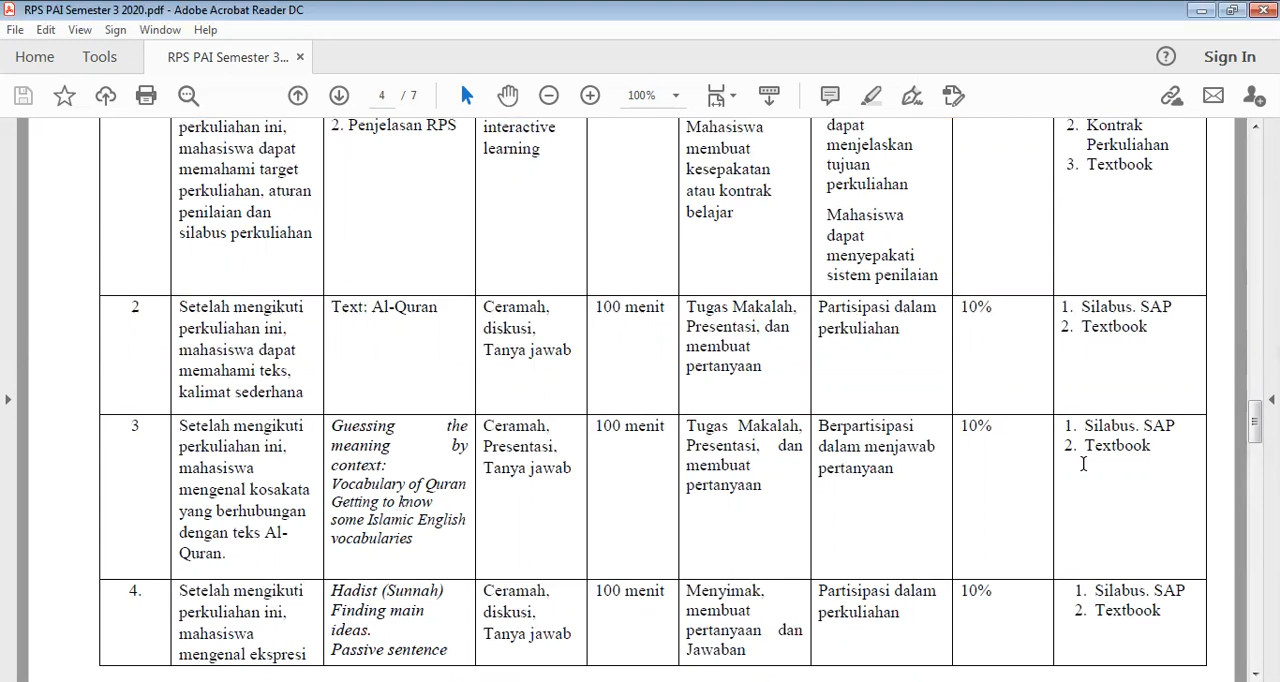 RPS PAI Semester 3 2020.pdf - Adobe Acrobat Reader DC
File Edit View Sign Window Help
Home Tools RPS PAI Semester 3... × Sign In
4 / 7 100%
perkuliahan ini,
mahasiswa dapat
memahami target
perkuliahan, aturan
penilaian dan
silabus perkuliahan
2. Penjelasan RPS
interactive
learning
Mahasiswa
membuat
kesepakatan
atau kontrak
belajar
dapat
menjelaskan
tujuan
perkuliahan
Mahasiswa
dapat
menyepakati
sistem penilaian
2. Kontrak
Perkuliahan
3. Textbook
2
Setelah mengikuti
perkuliahan ini,
mahasiswa dapat
memahami teks,
kalimat sederhana
Text: Al-Quran
Ceramah,
diskusi,
Tanya jawab
100 menit
Tugas Makalah,
Presentasi, dan
membuat
pertanyaan
Partisipasi dalam
perkuliahan
10%
1. Silabus. SAP
2. Textbook
3
Setelah mengikuti
perkuliahan ini,
mahasiswa
mengenal kosakata
yang berhubungan
dengan teks Al-
Quran.
Guessing the
meaning by
context:
Vocabulary of Quran
Getting to know
some Islamic English
vocabularies
Ceramah,
Presentasi,
Tanya jawab
100 menit
Tugas Makalah,
Presentasi, dan
membuat
pertanyaan
Berpartisipasi
dalam menjawab
pertanyaan
10%
1. Silabus. SAP
2. Textbook
4.
Setelah mengikuti
perkuliahan ini,
mahasiswa
mengenal ekspresi
Hadist (Sunnah)
Finding main
ideas.
Passive sentence
Ceramah,
diskusi,
Tanya jawab
100 menit
Menyimak,
membuat
pertanyaan dan
Jawaban
Partisipasi dalam
perkuliahan
10%
1. Silabus. SAP
2. Textbook